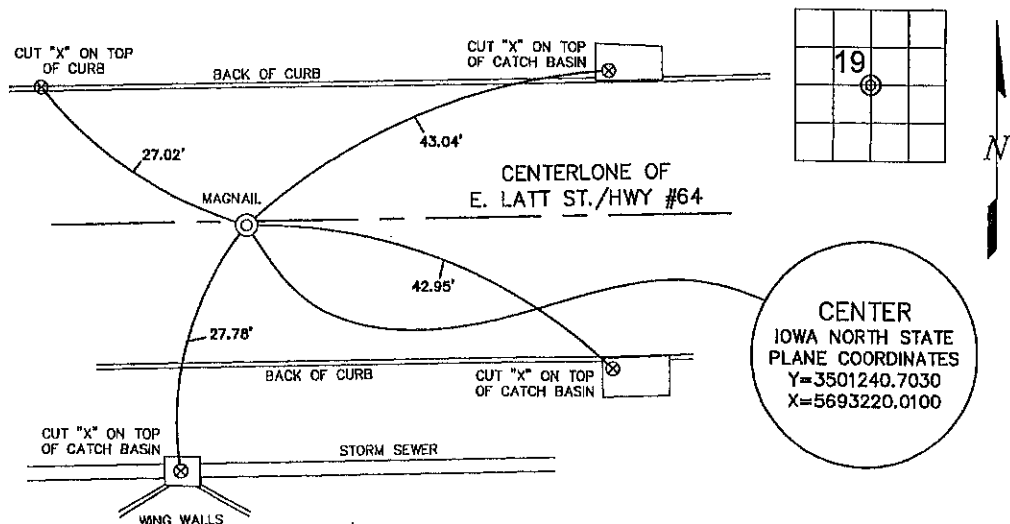 CUT "X" ON TOP
OF CURB
BACK OF CURB
CUT "X" ON TOP
OF CATCH BASIN
19
27.02'
43.04'
N
MAGNAIL
CENTERLONE OF
E. LATT ST./HWY #64
42.95'
27.78'
CENTER
IOWA NORTH STATE
PLANE COORDINATES
Y=3501240.7030
X=5693220.0100
BACK OF CURB
CUT "X" ON TOP
OF CATCH BASIN
CUT "X" ON TOP
OF CATCH BASIN
STORM SEWER
WING WALLS